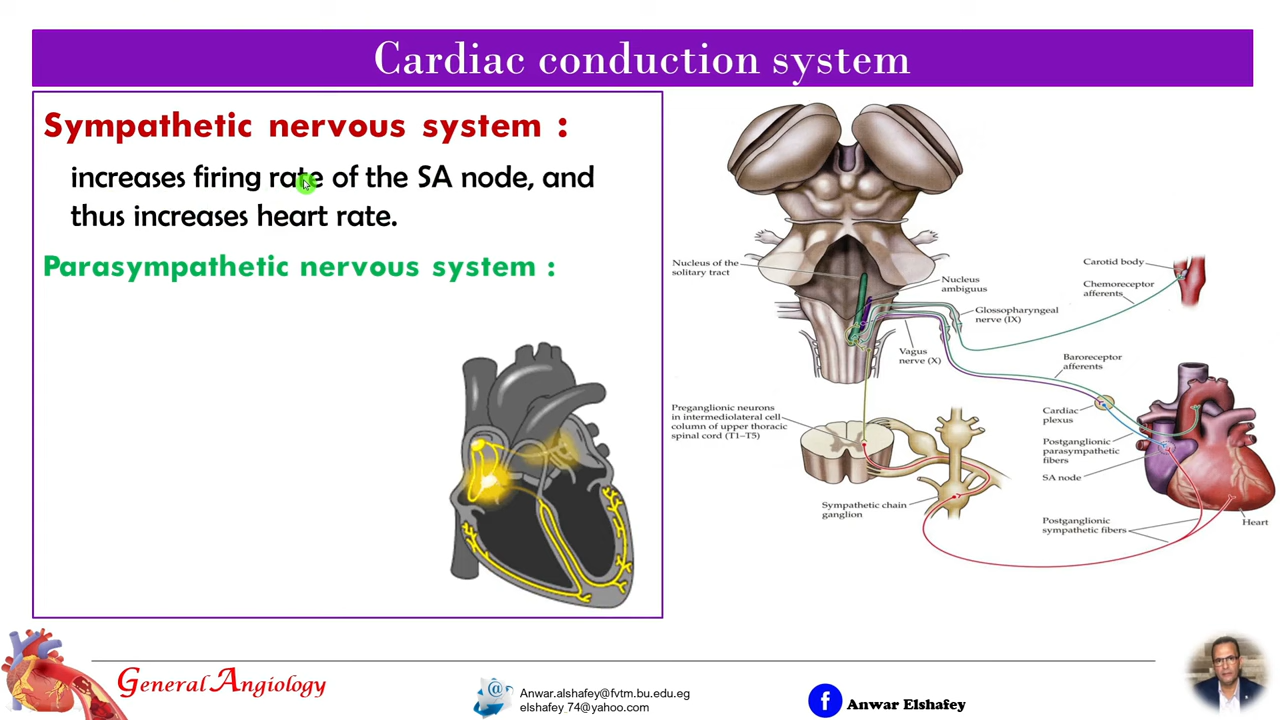 Cardiac conduction system
Sympathetic nervous system :
increases firing rate of the SA node, and
thus increases heart rate.
Parasympathetic nervous system :
Nucleus of the
solitary tract
Nucleus
ambiguus
Glossopharyngeal
nerve (IX)
Vagus
nerve (X)
Carotid body
Chemoreceptor
afferents
Baroreceptor
afferents
Preganglionic neurons
in intermediolateral cell
column of upper thoracic
spinal cord (T1–T5)
Cardiac
plexus
Postganglionic
parasympathetic
fibers
SA node
Sympathetic chain
ganglion
Postganglionic
sympathetic fibers
Heart
General Angiology
@
Anwar.elshafey@fvtm.bu.edu.eg
elshafey_74@yahoo.com
f
Anwar Elshafey